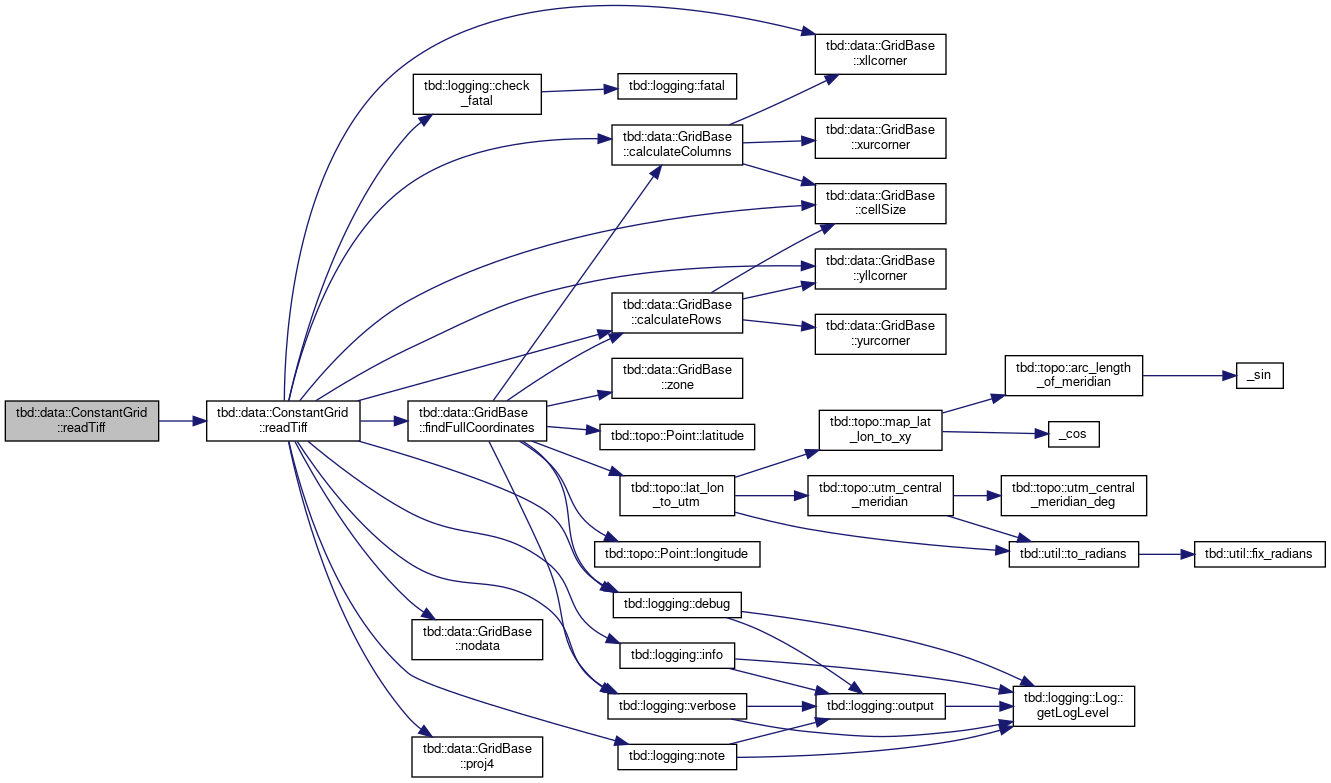 tbd::data::ConstantGrid
::readTiff
tbd::data::ConstantGrid
::readTiff
tbd::logging::check
_fatal
tbd::logging::fatal
tbd::data::GridBase
::calculateColumns
tbd::data::GridBase
::xllcorner
tbd::data::GridBase
::xurcorner
tbd::data::GridBase
::cellSize
tbd::data::GridBase
::yllcorner
tbd::data::GridBase
::calculateRows
tbd::data::GridBase
::yurcorner
tbd::data::GridBase
::findFullCoordinates
tbd::data::GridBase
::zone
tbd::topo::Point::latitude
tbd::topo::lat_lon
_to_utm
tbd::topo::map_lat
_lon_to_xy
tbd::topo::arc_length
_of_meridian
_sin
_cos
tbd::topo::utm_central
_meridian
tbd::topo::utm_central
_meridian_deg
tbd::util::to_radians
tbd::util::fix_radians
tbd::topo::Point::longitude
tbd::logging::debug
tbd::data::GridBase
::nodata
tbd::logging::info
tbd::logging::verbose
tbd::logging::output
tbd::logging::Log::
getLogLevel
tbd::logging::note
tbd::data::GridBase
::proj4